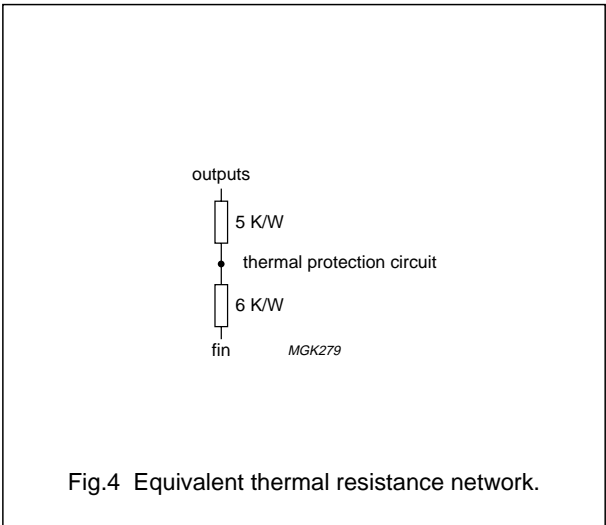 outputs
5 K/W
thermal protection circuit
6 K/W
fin MGK279
Fig.4 Equivalent thermal resistance network.